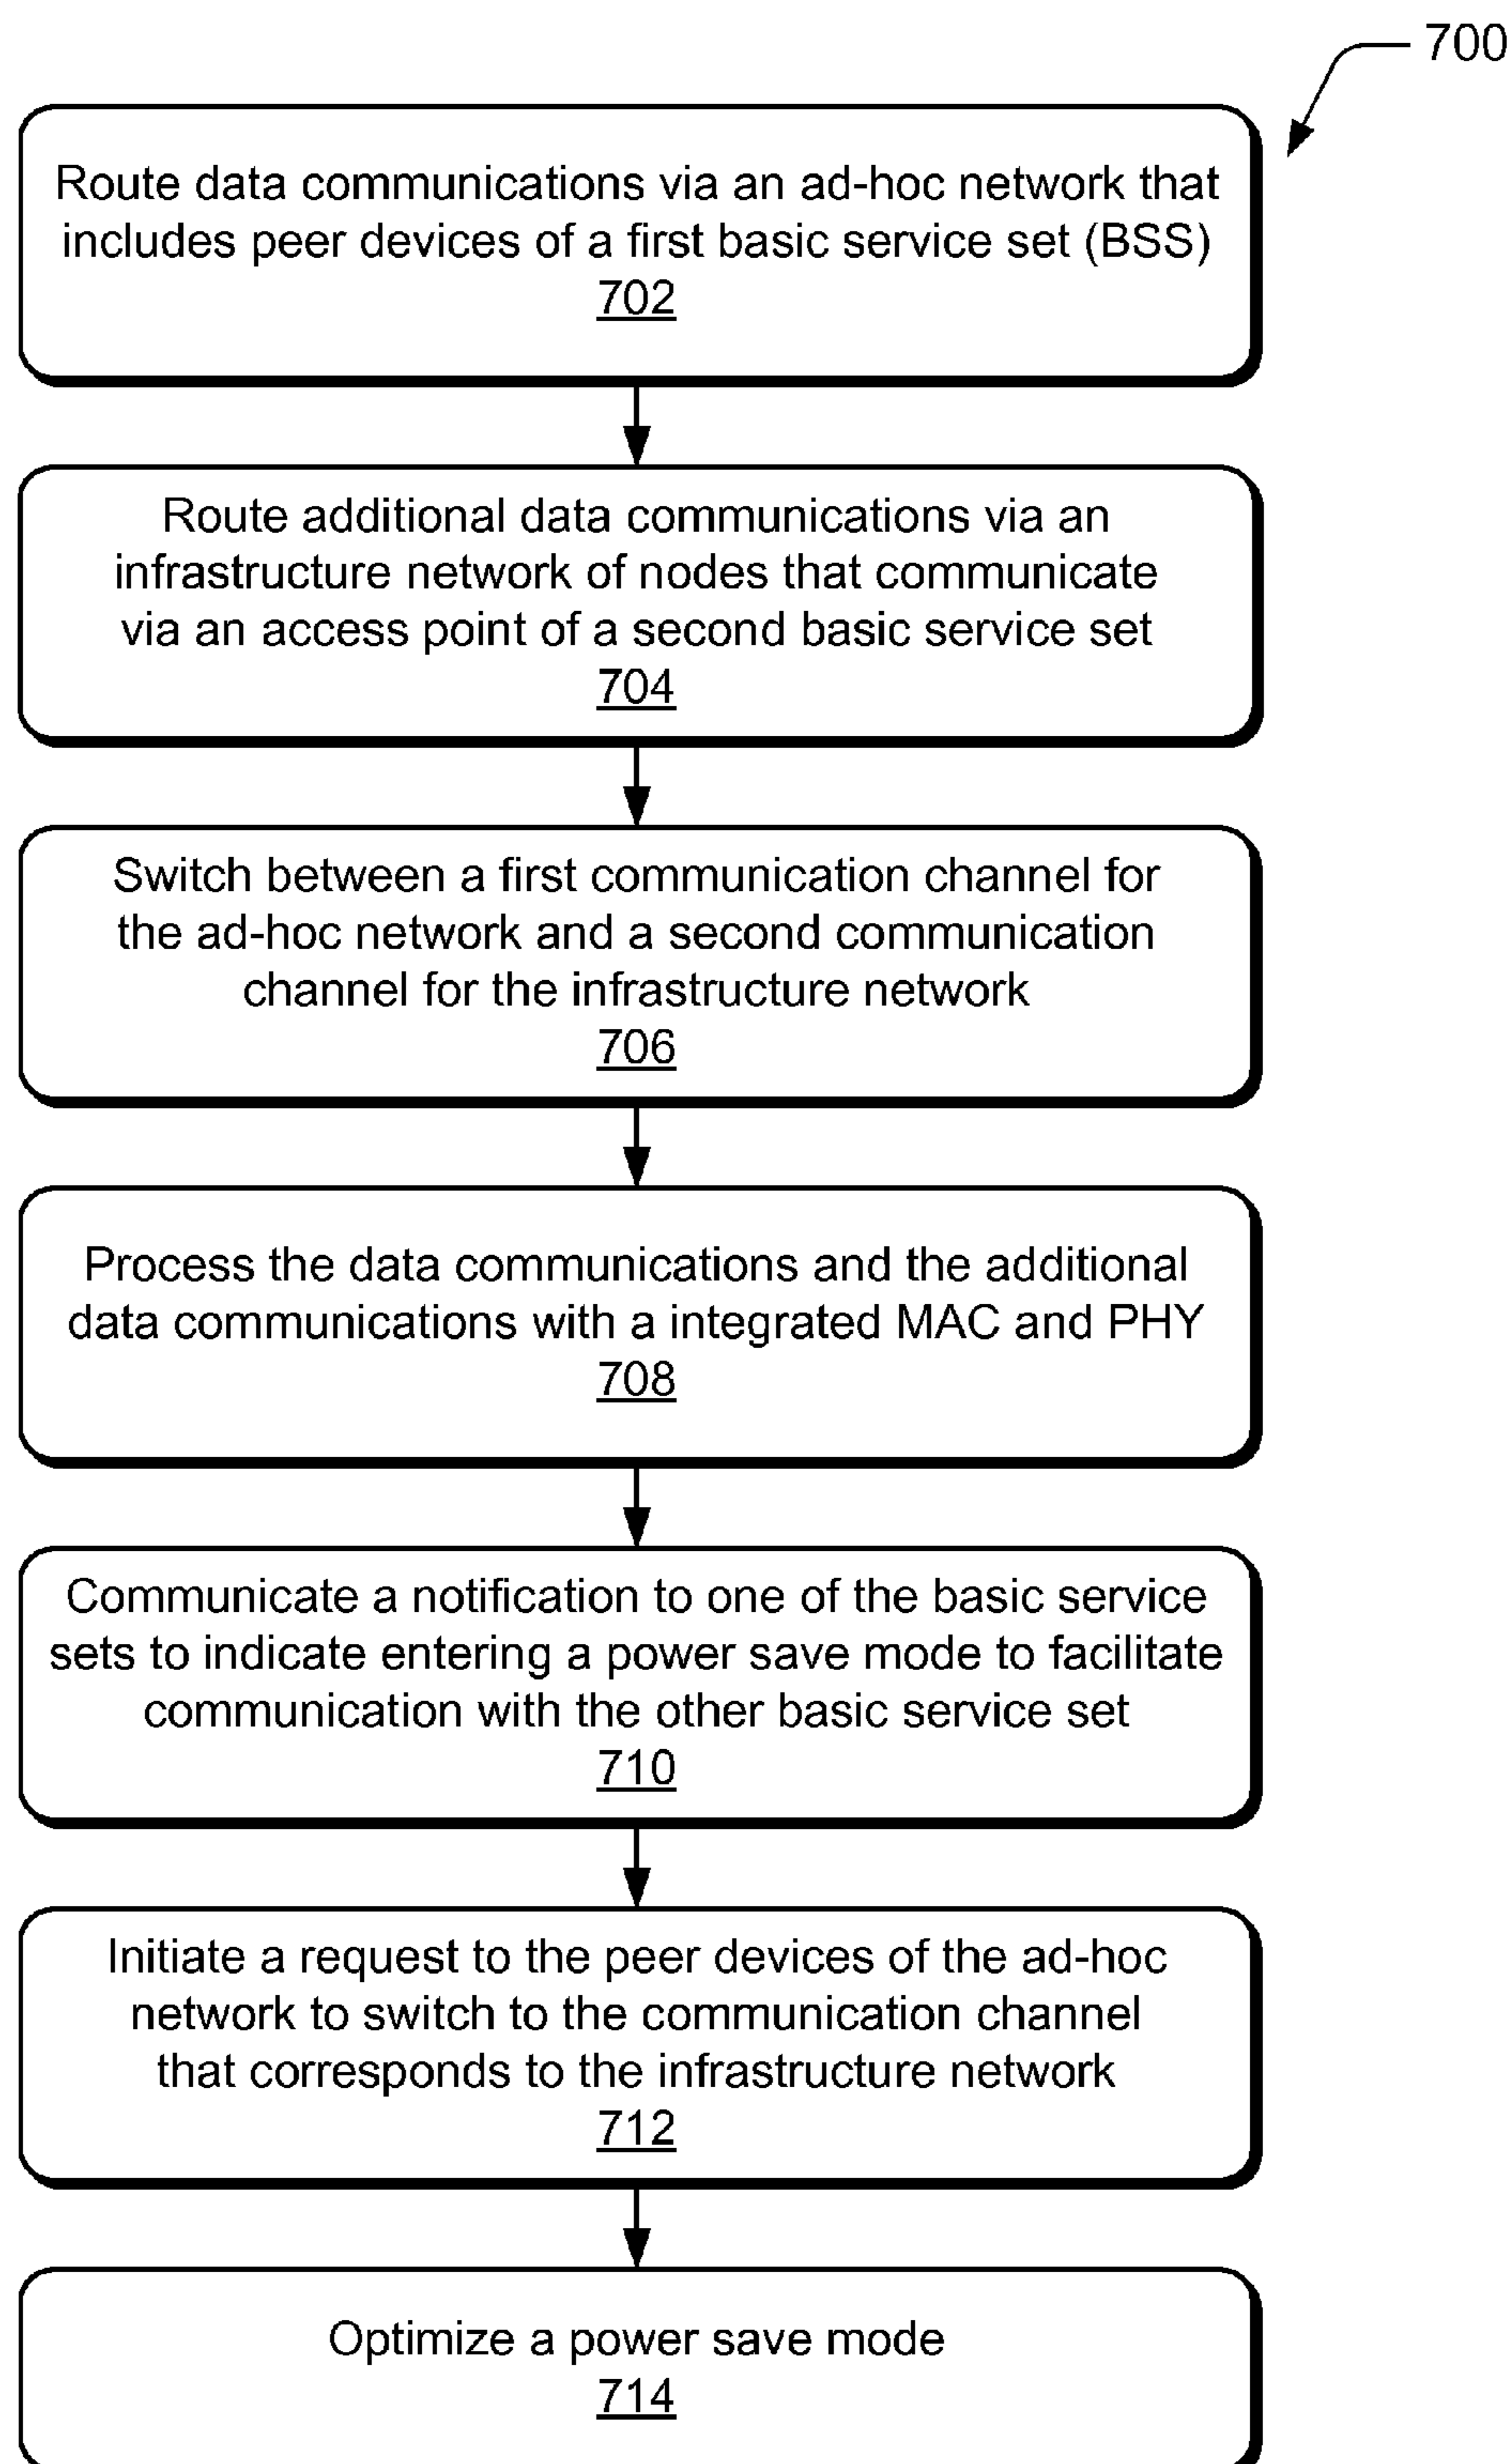 700
Route data communications via an ad-hoc network that
includes peer devices of a first basic service set (BSS)
702
Route additional data communications via an
infrastructure network of nodes that communicate
via an access point of a second basic service set
704
Switch between a first communication channel for
the ad-hoc network and a second communication
channel for the infrastructure network
706
Process the data communications and the additional
data communications with a integrated MAC and PHY
708
Communicate a notification to one of the basic service
sets to indicate entering a power save mode to facilitate
communication with the other basic service set
710
Initiate a request to the peer devices of the ad-hoc
network to switch to the communication channel
that corresponds to the infrastructure network
712
Optimize a power save mode
714